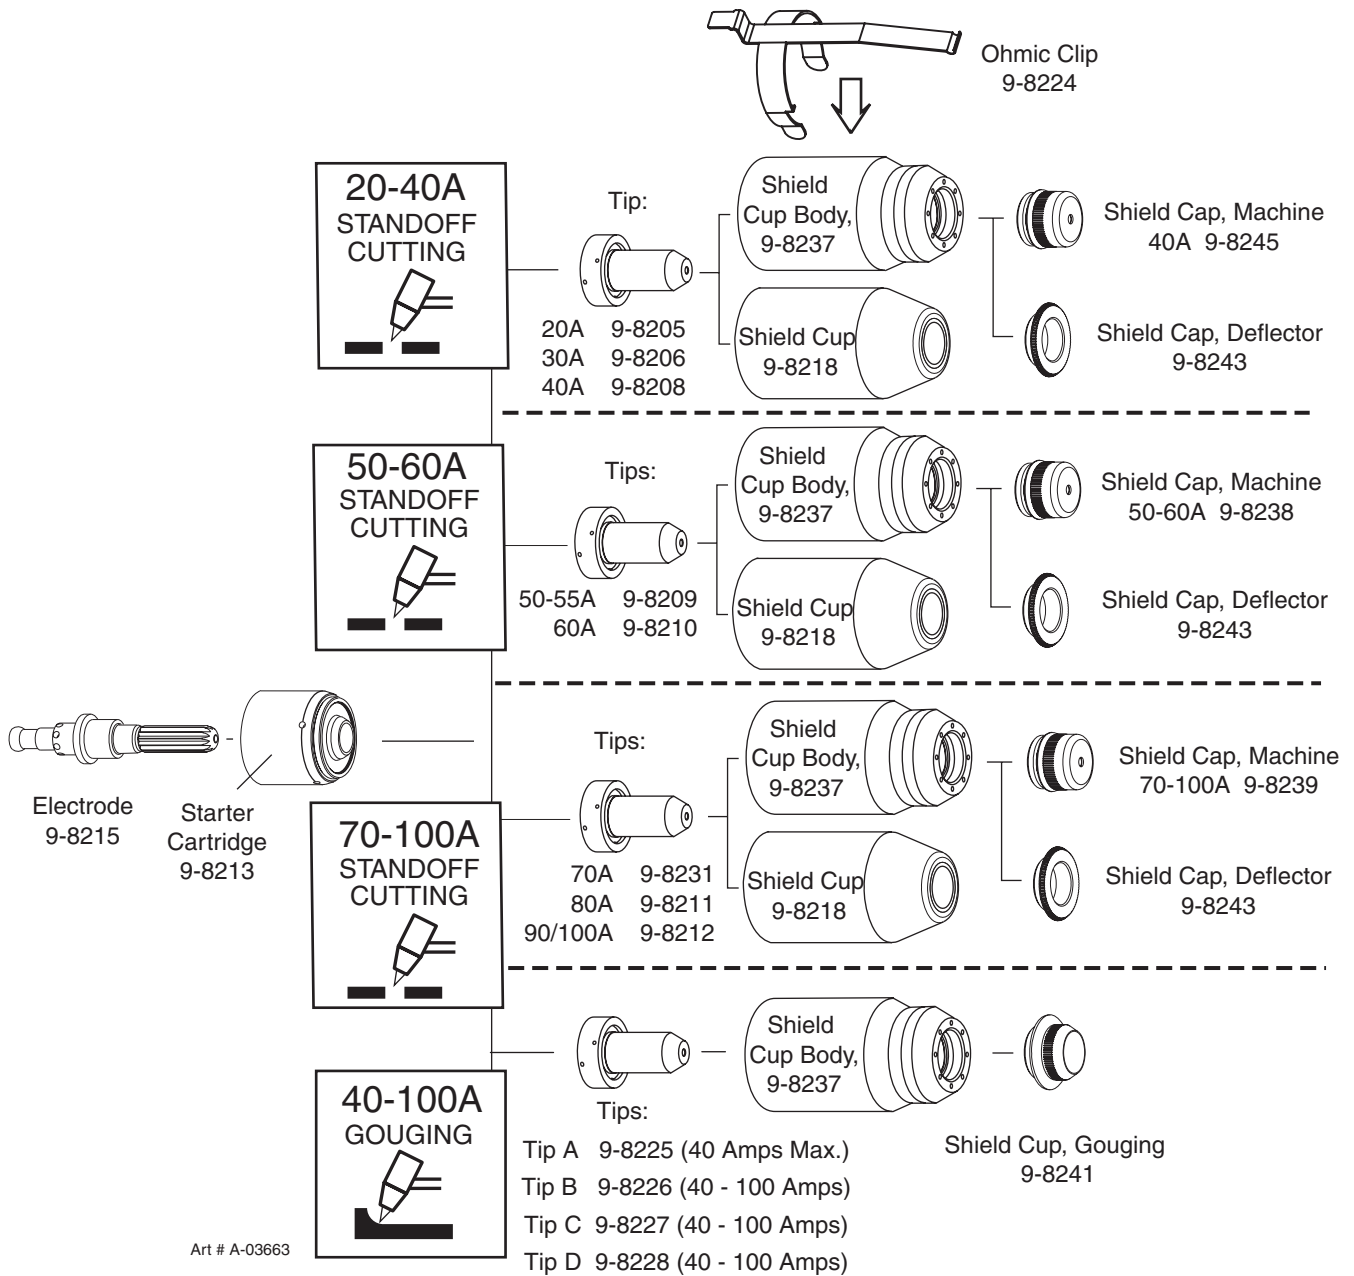 Ohmic Clip
9-8224
20-40A
STANDOFF
CUTTING
Tip:
20A 9-8205
30A 9-8206
40A 9-8208
Shield
Cup Body,
9-8237
Shield Cup
9-8218
Shield Cap, Machine
40A 9-8245
Shield Cap, Deflector
9-8243
50-60A
STANDOFF
CUTTING
Tips:
50-55A 9-8209
60A 9-8210
Shield
Cup Body,
9-8237
Shield Cup
9-8218
Shield Cap, Machine
50-60A 9-8238
Shield Cap, Deflector
9-8243
Electrode
9-8215
Starter
Cartridge
9-8213
70-100A
STANDOFF
CUTTING
Tips:
70A 9-8231
80A 9-8211
90/100A 9-8212
Shield
Cup Body,
9-8237
Shield Cup
9-8218
Shield Cap, Machine
70-100A 9-8239
Shield Cap, Deflector
9-8243
40-100A
GOUGING
Tips:
Tip A 9-8225 (40 Amps Max.)
Tip B 9-8226 (40 - 100 Amps)
Tip C 9-8227 (40 - 100 Amps)
Tip D 9-8228 (40 - 100 Amps)
Shield
Cup Body,
9-8237
Shield Cup, Gouging
9-8241
Art # A-03663